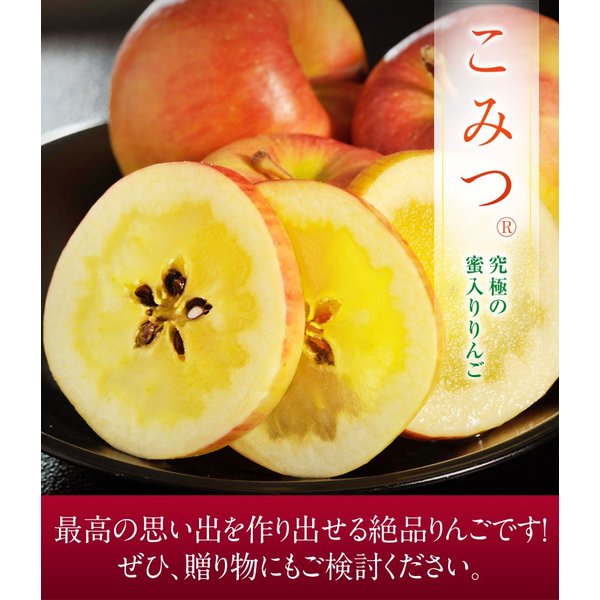 こみつ®
究極の
蜜入りりんご
最高の思い出を作り出せる絶品りんごです!
ぜひ、贈り物にもご検討ください。